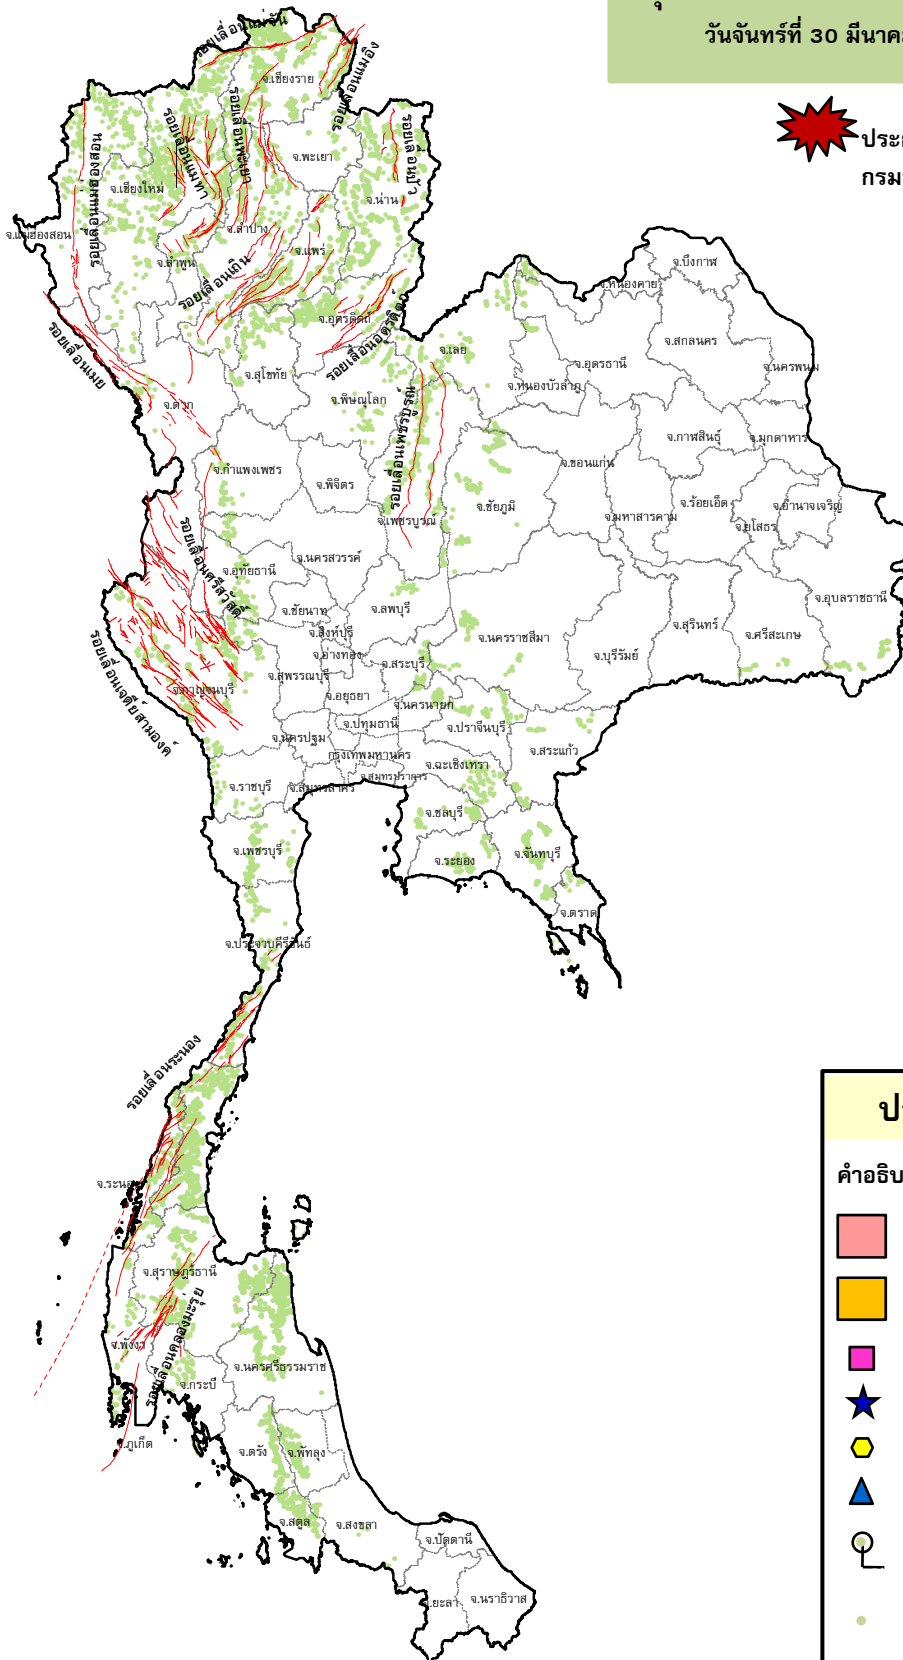 วันจันทร์ที่ 30 มีนาค
ประ
กรม
รอยเลื่อนแม่จัน
รอยเลื่อนแม่อิง
จ.เชียงราย
รอยเลื่อนพะเยา
รอยเลื่อนแม่ทา
รอยเลื่อนปัว
รอยเลื่อนแม่ฮ่องสอน
จ.พะเยา
จ.เชียงใหม่
จ.น่าน
จ.แม่ฮ่องสอน
จ.ลำปาง
จ.แพร่
จ.ลำพูน
รอยเลื่อนเถิน
จ.อุตรดิตถ์
รอยเลื่อนอุตรดิตถ์
รอยเลื่อนเมย
จ.บึงกาฬ
จ.หนองคาย
จ.สกลนคร
จ.นครพนม
จ.เลย
จ.อุดรธานี
จ.หนองบัวลำภู
จ.สุโขทัย
จ.ตาก
จ.พิษณุโลก
รอยเลื่อนเพชรบูรณ์
จ.กาฬสินธุ์
จ.มุกดาหาร
จ.ขอนแก่น
จ.กำแพงเพชร
จ.พิจิตร
จ.ชัยภูมิ
จ.ร้อยเอ็ด
จ.อำนาจเจริญ
จ.มหาสารคาม
จ.ยโสธร
จ.เพชรบูรณ์
รอยเลื่อนศรีสวัสดิ์
จ.นครสวรรค์
จ.อุทัยธานี
จ.อุบลราชธานี
จ.ชัยนาท
จ.ลพบุรี
จ.สุรินทร์
จ.ศรีสะเกษ
จ.สิงห์บุรี
จ.นครราชสีมา
จ.อ่างทอง
จ.บุรีรัมย์
จ.สระบุรี
จ.สุพรรณบุรี
จ.กาญจนบุรี
รอยเลื่อนเจดีย์สามองค์
จ.อยุธยา
จ.นครนายก
จ.ปทุมธานี
จ.ปราจีนบุรี
จ.นครปฐม
จ.สระแก้ว
กรุงเทพมหานคร
จ.ฉะเชิงเทรา
จ.สมุทรปราการ
จ.ราชบุรี
จ.สมุทรสาคร
จ.ชลบุรี
จ.เพชรบุรี
จ.ระยอง
จ.จันทบุรี
จ.ตราด
จ.ประจวบคีรีขันธ์
รอยเลื่อนระนอง
จ.ระนอง
จ.สุราษฎร์ธานี
รอยเลื่อนคลองมะรุ่ย
จ.พังงา
จ.นครศรีธรรมราช
จ.กระบี่
จ.ภูเก็ต
จ.ตรัง
จ.พัทลุง
จ.สตูล
จ.สงขลา
จ.ปัตตานี
จ.ยะลา
จ.นราธิวาส
ป
คำอธิบ